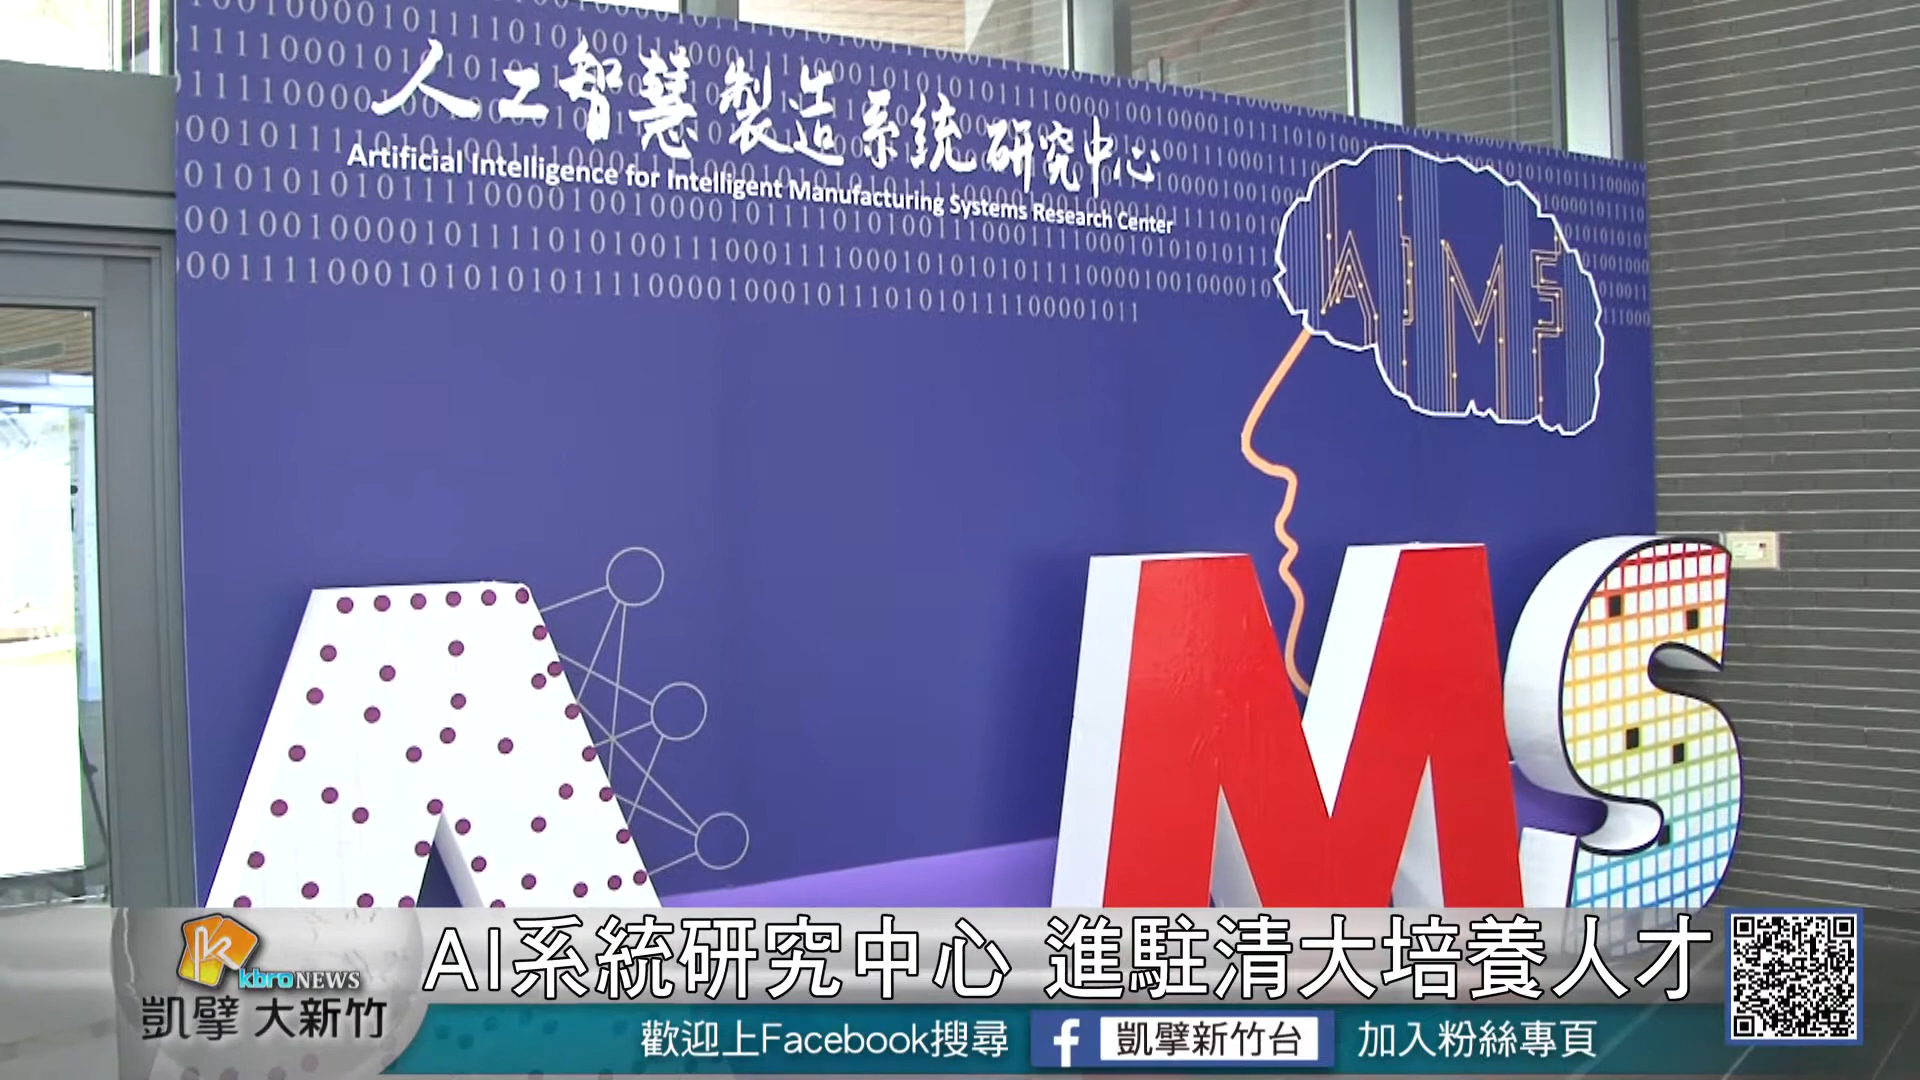 人工智慧製造系統研究中心
Artificial Intelligence for Intelligent Manufacturing Systems Research Center
AIMS
A MS
AI系統研究中心 進駐清大培養人才
k
kbro NEWS
凱擘 大新竹
歡迎上Facebook搜尋 f 凱擘新竹台 加入粉絲專頁